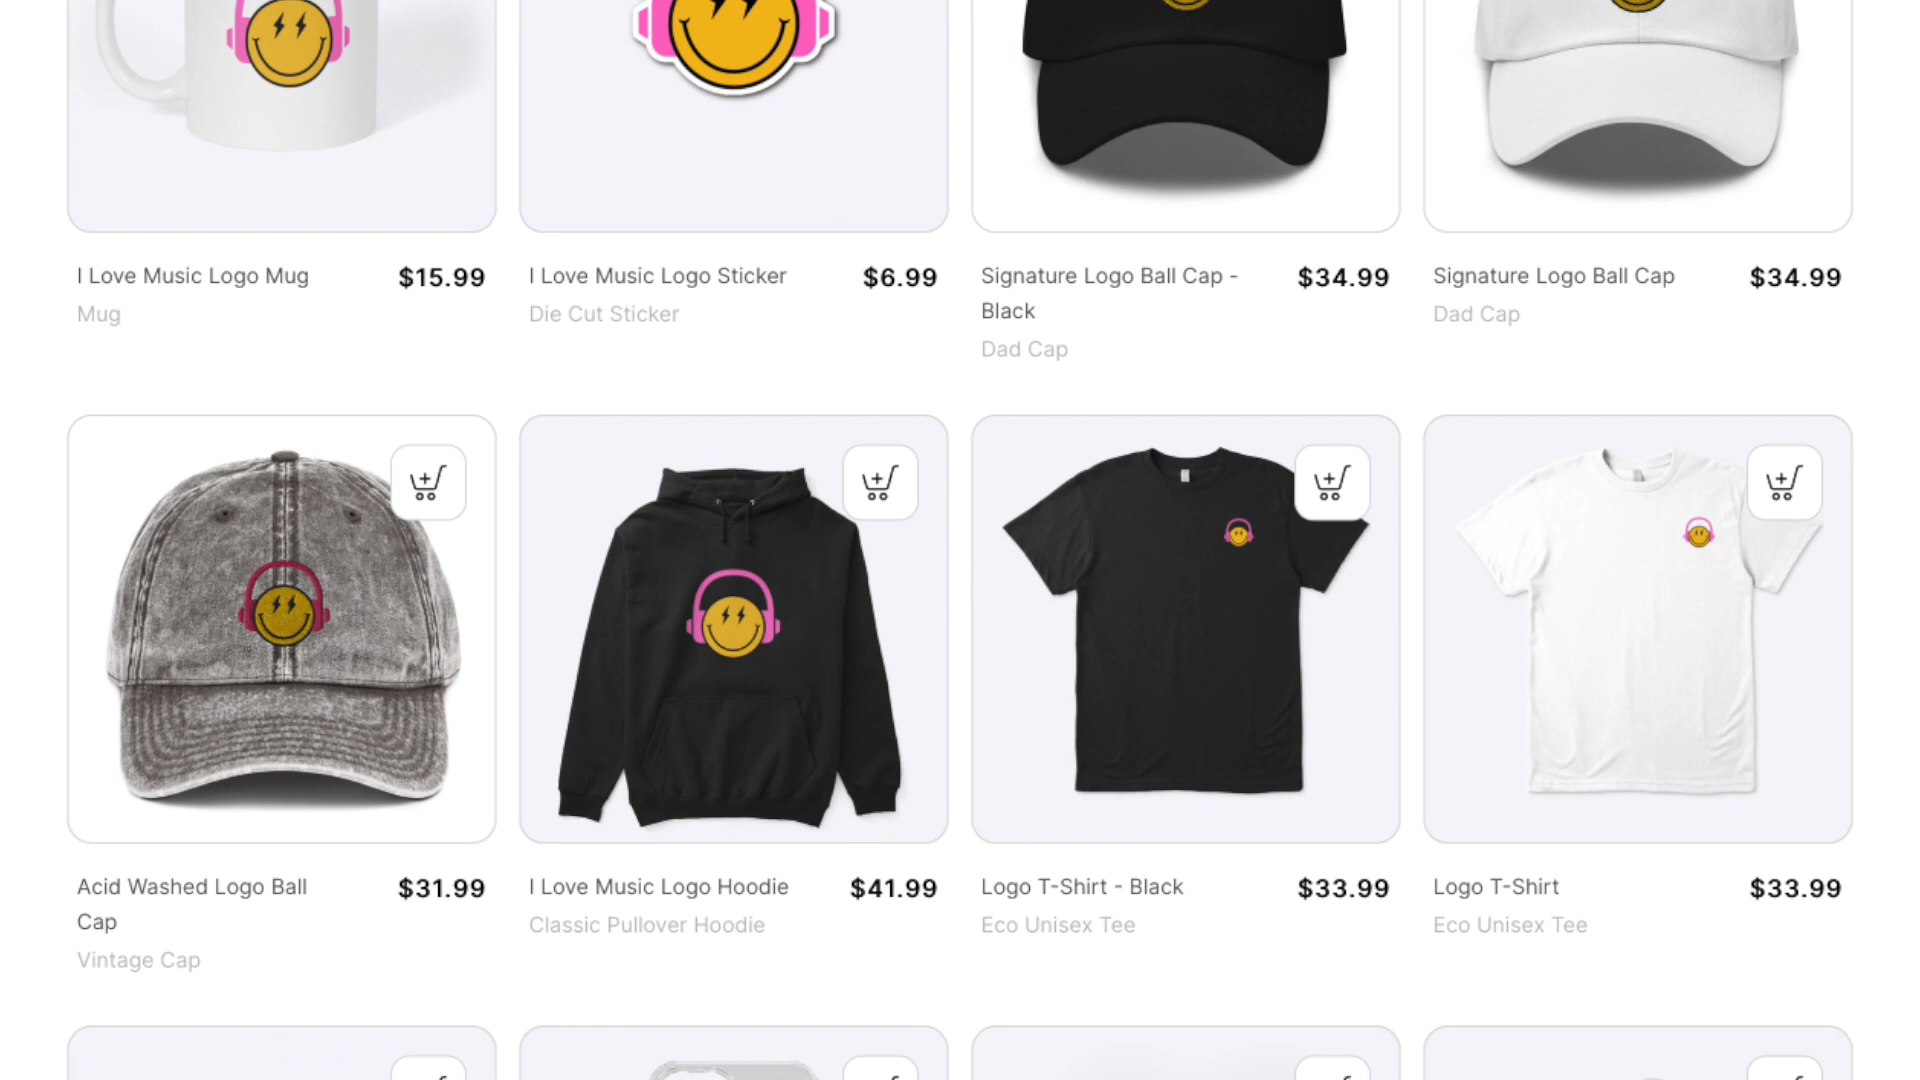 I Love Music Logo Mug $15.99
Mug
I Love Music Logo Sticker $6.99
Die Cut Sticker
Signature Logo Ball Cap - $34.99
Black
Dad Cap
Signature Logo Ball Cap $34.99
Dad Cap
Acid Washed Logo Ball $31.99
Cap
Vintage Cap
I Love Music Logo Hoodie $41.99
Classic Pullover Hoodie
Logo T-Shirt - Black $33.99
Eco Unisex Tee
Logo T-Shirt $33.99
Eco Unisex Tee